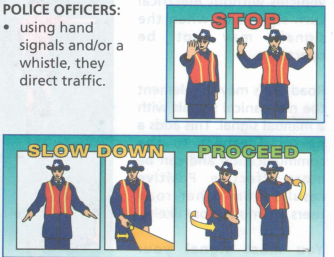 POLICE OFFICERS:
• using hand
signals and/or a
whistle, they
direct traffic.
STOP
SLOW DOWN
PROCEED